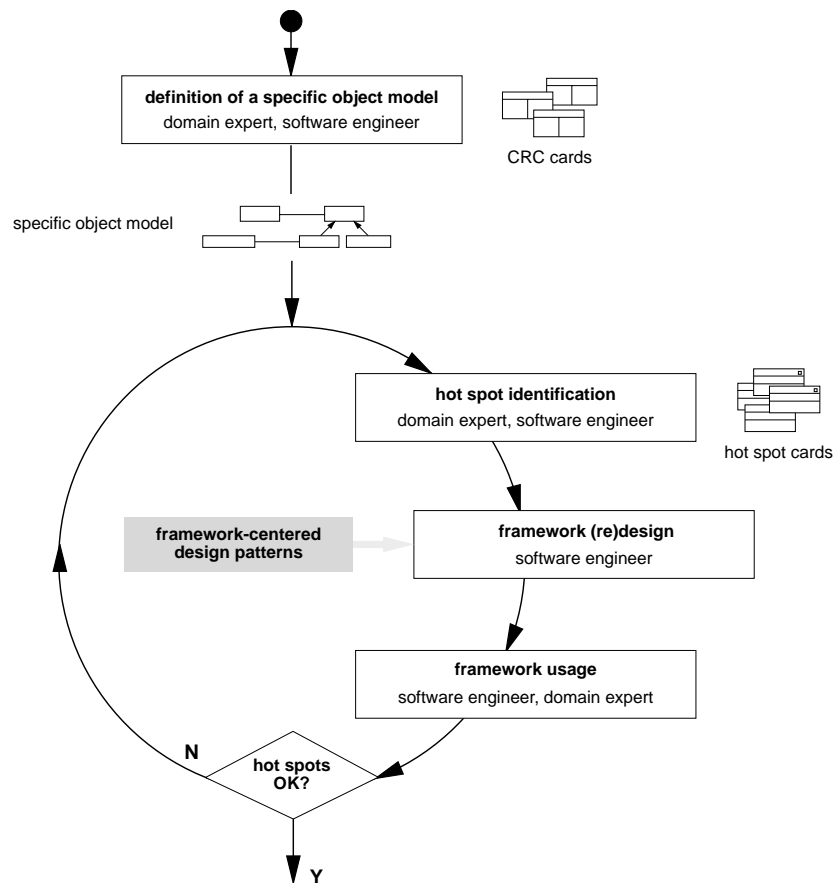 definition of a specific object model
domain expert, software engineer
CRC cards
specific object model
hot spot identification
domain expert, software engineer
hot spot cards
framework-centered
design patterns
framework (re)design
software engineer
framework usage
software engineer, domain expert
N
hot spots
OK?
Y